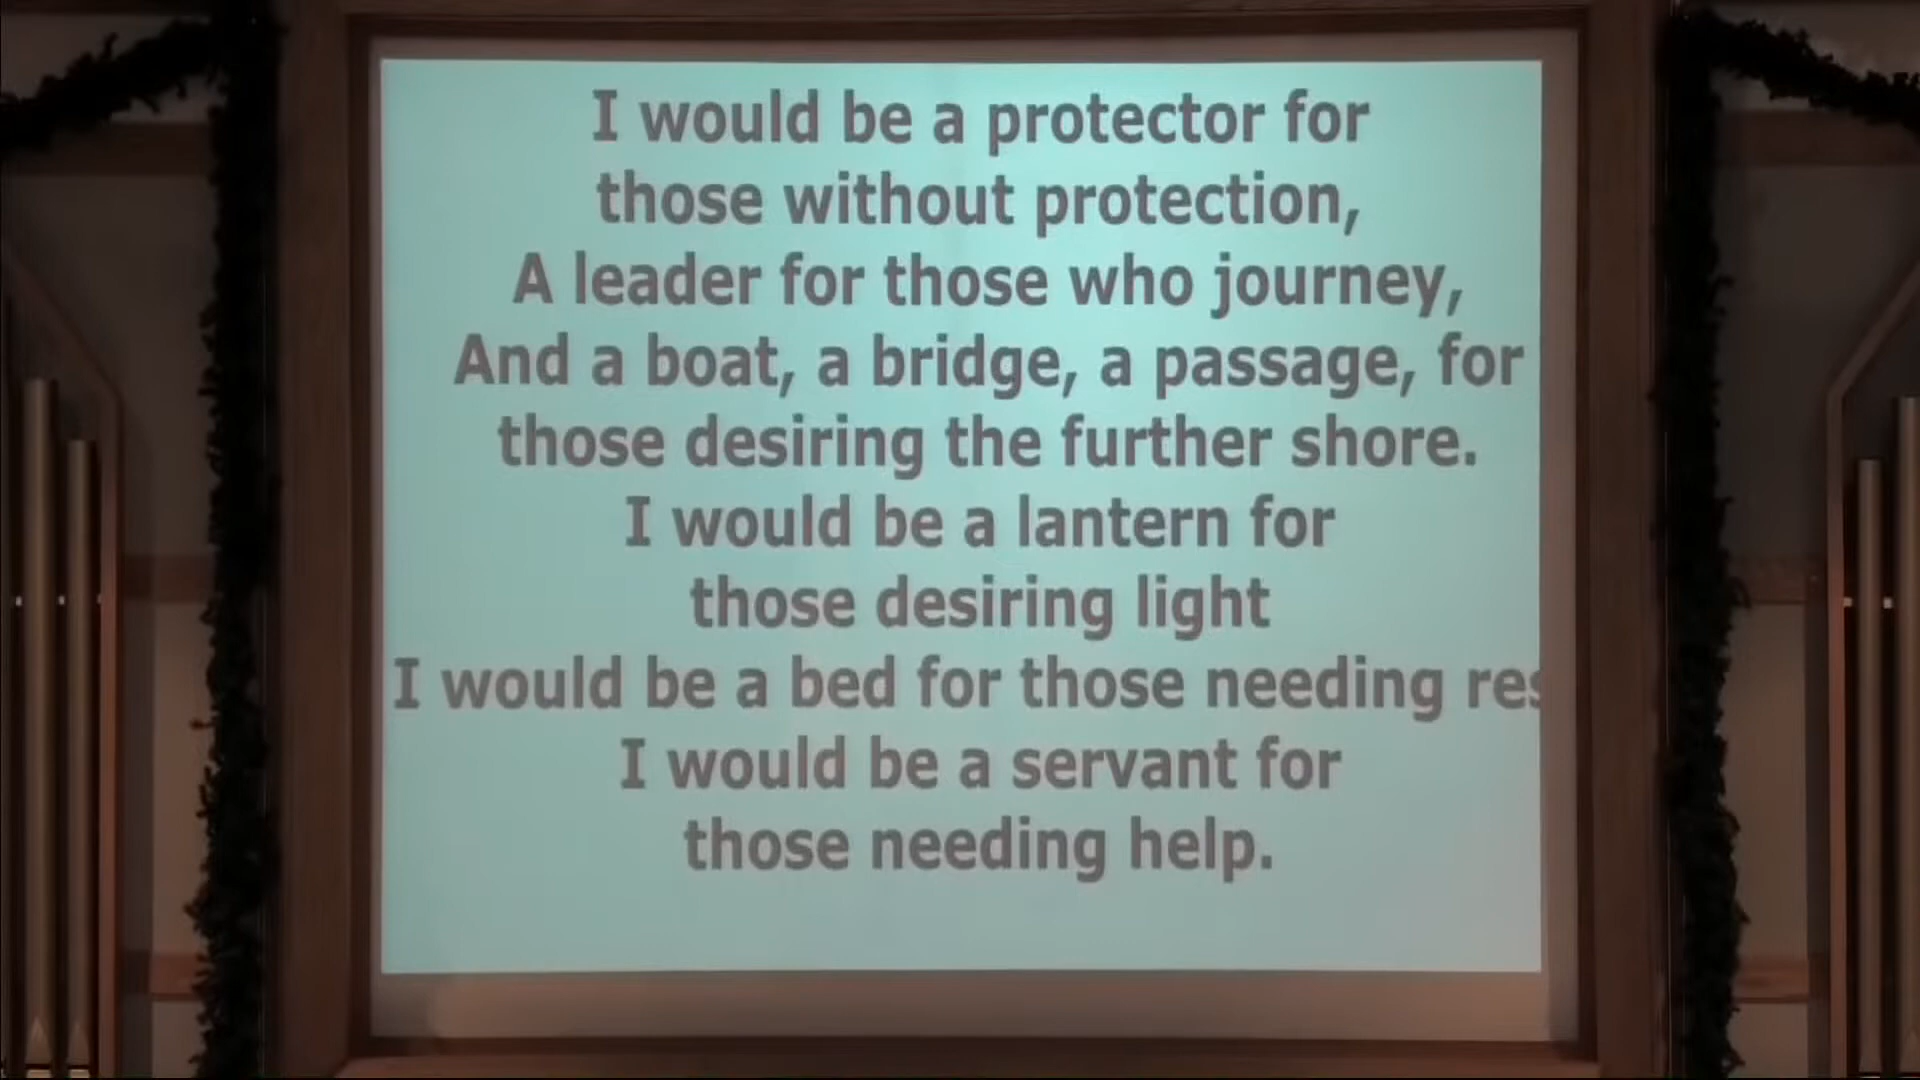 I would be a protector for
those without protection,
A leader for those who journey,
And a boat, a bridge, a passage, for
those desiring the further shore.
I would be a lantern for
those desiring light
I would be a bed for those needing res
I would be a servant for
those needing help.